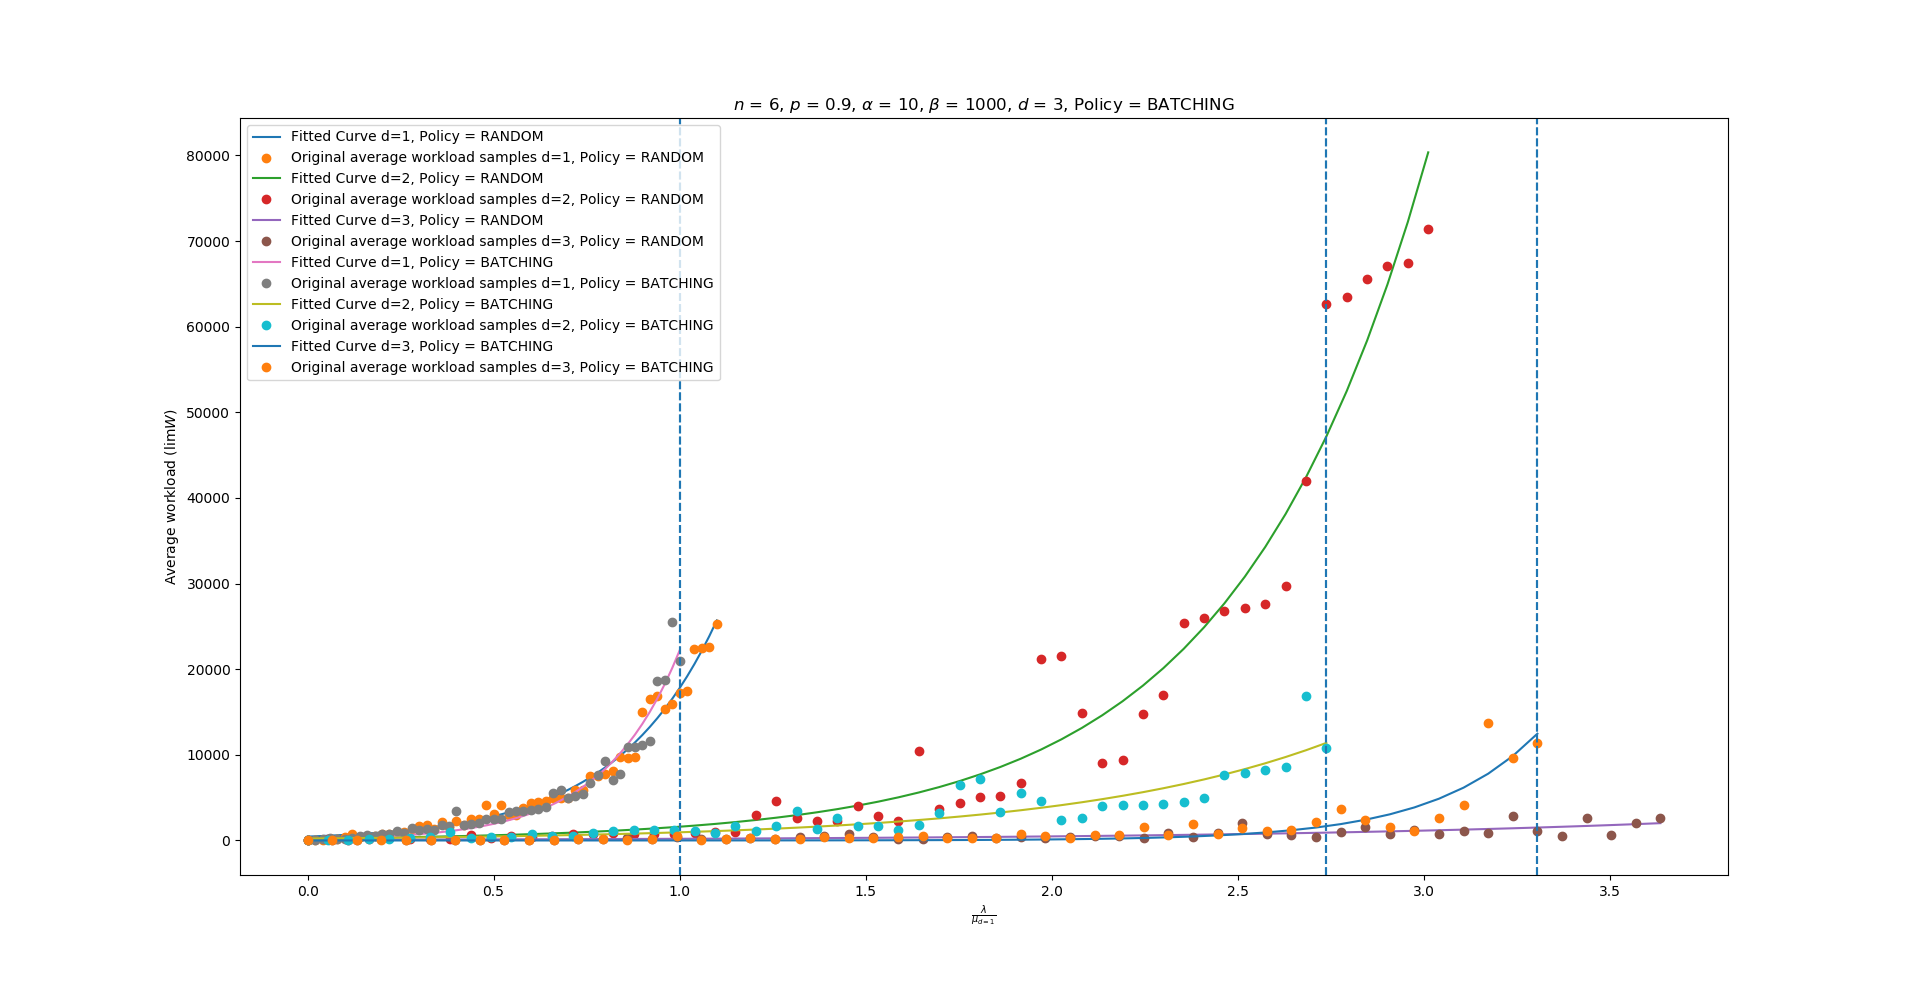 n = 6, p = 0.9, α = 10, β = 1000, d = 3, Policy = BATCHING
Fitted Curve d=1, Policy = RANDOM
Original average workload samples d=1, Policy = RANDOM
Fitted Curve d=2, Policy = RANDOM
Original average workload samples d=2, Policy = RANDOM
Fitted Curve d=3, Policy = RANDOM
Original average workload samples d=3, Policy = RANDOM
Fitted Curve d=1, Policy = BATCHING
Original average workload samples d=1, Policy = BATCHING
Fitted Curve d=2, Policy = BATCHING
Original average workload samples d=2, Policy = BATCHING
Fitted Curve d=3, Policy = BATCHING
Original average workload samples d=3, Policy = BATCHING
Average workload (limW)
80000
70000
60000
50000
40000
30000
20000
10000
0
0.0 0.5 1.0 1.5 2.0 2.5 3.0 3.5
λ
μd=1